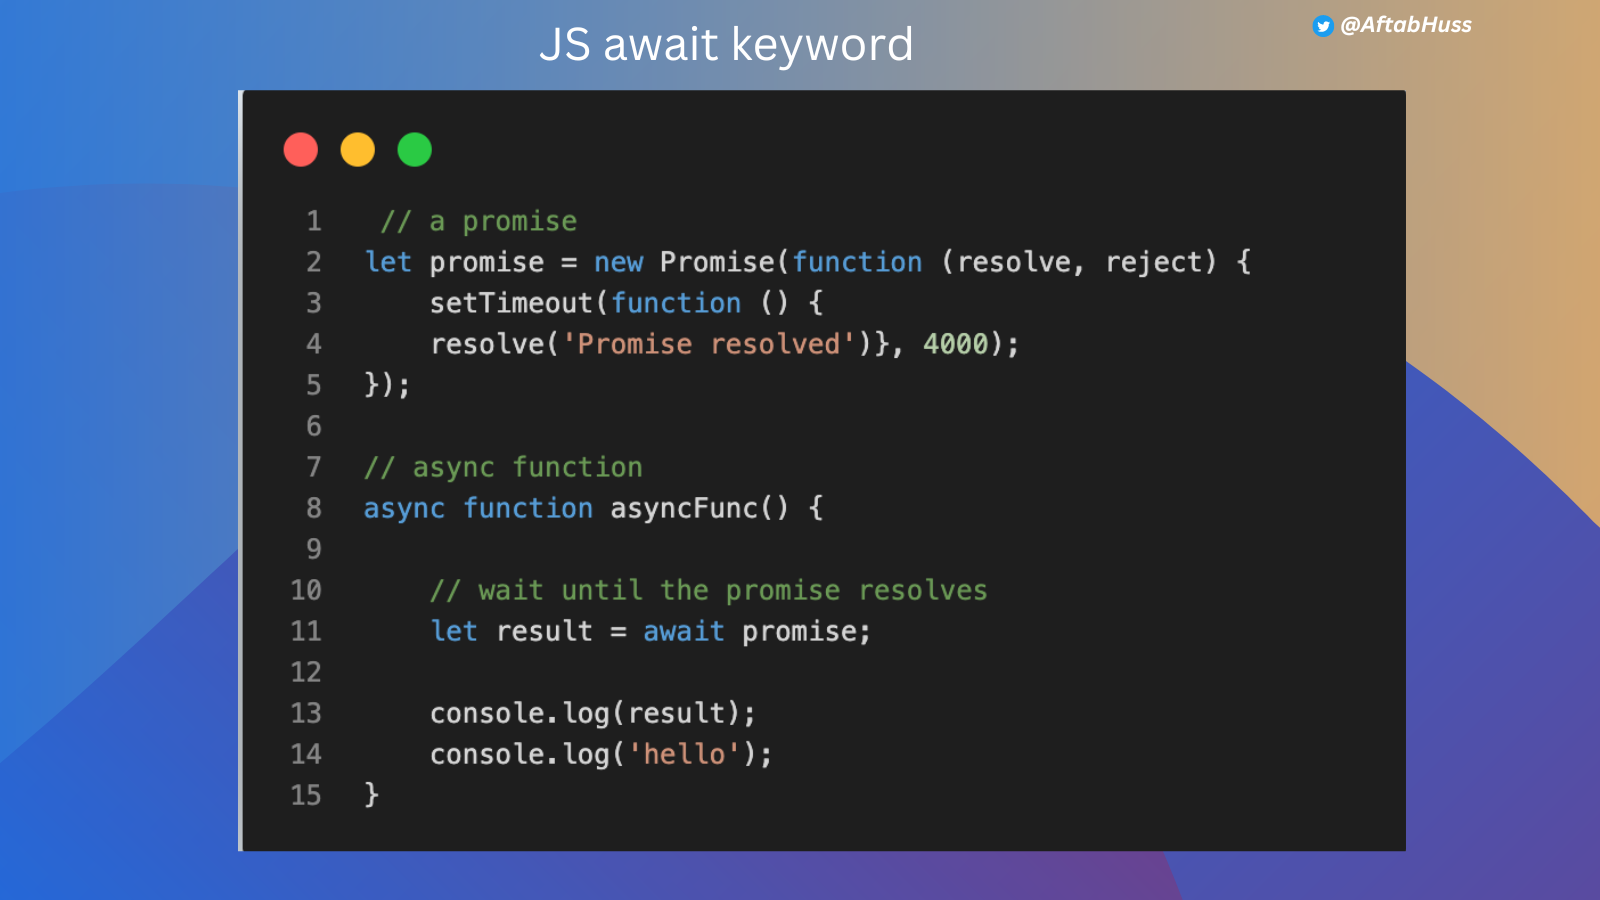 JS await keyword
@AftabHuss
1 // a promise
2 let promise = new Promise(function (resolve, reject) {
3     setTimeout(function () {
4     resolve('Promise resolved')}, 4000);
5 });
6
7 // async function
8 async function asyncFunc() {
9
10     // wait until the promise resolves
11     let result = await promise;
12
13     console.log(result);
14     console.log('hello');
15 }